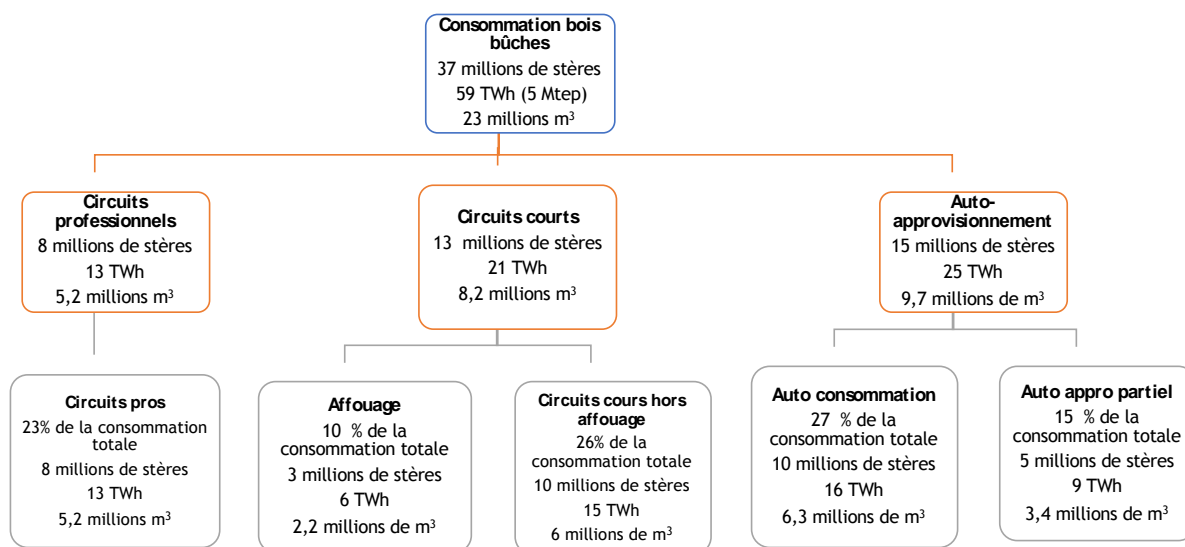 Consommation bois
bûches
37 millions de stères
59 TWh (5 Mtep)
23 millions m³
Circuits
professionnels
8 millions de stères
13 TWh
5,2 millions m³
Circuits courts
13 millions de stères
21 TWh
8,2 millions m³
Auto-
approvisionnement
15 millions de stères
25 TWh
9,7 millions de m³
Circuits pros
23% de la consommation
totale
8 millions de stères
13 TWh
5,2 millions m³
Affouage
10 % de la
consommation totale
3 millions de stères
6 TWh
2,2 millions de m³
Circuits cours hors
affouage
26% de la
consommation totale
10 millions de stères
15 TWh
6 millions de m³
Auto consommation
27 % de la
consommation totale
10 millions de stères
16 TWh
6,3 millions de m³
Auto appro partiel
15 % de la
consommation totale
5 millions de stères
9 TWh
3,4 millions de m³